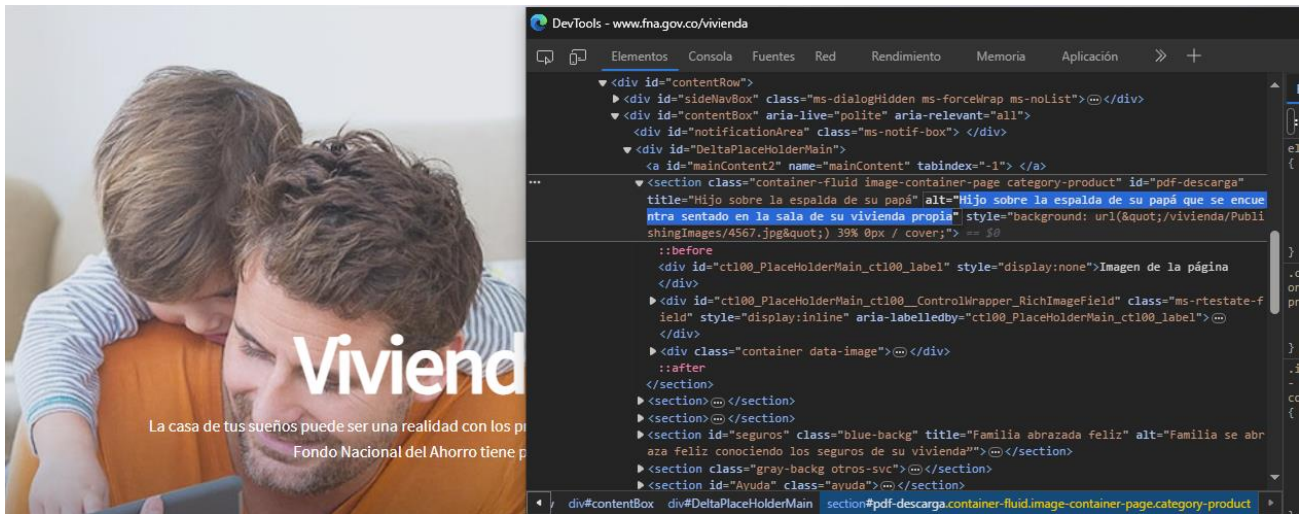 Viviend
La casa de tus sueños puede ser una realidad con los p
Fondo Nacional del Ahorro tiene p
DevTools - www.fna.gov.co/vivienda
Elementos Consola Fuentes Red Rendimiento Memoria Aplicación
<div id="contentRow">
<div id="sideNavBox" class="ms-dialogHidden ms-forceWrap ms-noList">…</div>
<div id="contentBox" aria-live="polite" aria-relevant="all">
<div id="notificationArea" class="ms-notif-box"> </div>
<div id="DeltaPlaceHolderMain">
<a id="mainContent2" name="mainContent" tabindex="-1"> </a>
<section class="container-fluid image-container-page category-product" id="pdf-descarga"
title="Hijo sobre la espalda de su papá" alt="Hijo sobre la espalda de su papá que se encue
ntra sentado en la sala de su vivienda propia" style="background: url(&quot;/vivienda/Publi
shingImages/4567.jpg&quot;) 39% 0px / cover;"> == $0
::before
<div id="ctl00_PlaceHolderMain_ctl00_label" style="display:none">Imagen de la página
</div>
<div id="ctl00_PlaceHolderMain_ctl00__ControlWrapper_RichImageField" class="ms-rtestate-f
ield" style="display:inline" aria-labelledby="ctl00_PlaceHolderMain_ctl00_label">…
</div>
<div class="container data-image">…</div>
::after
</section>
<section>…</section>
<section>…</section>
<section id="seguros" class="blue-backg" title="Familia abrazada feliz" alt="Familia se abr
aza feliz conociendo los seguros de su vivienda"">…</section>
<section class="gray-backg otros-svc">…</section>
<section id="Ayuda" class="ayuda">…</section>
div#contentBox div#DeltaPlaceHolderMain section#pdf-descarga.container-fluid.image-container-page.category-product